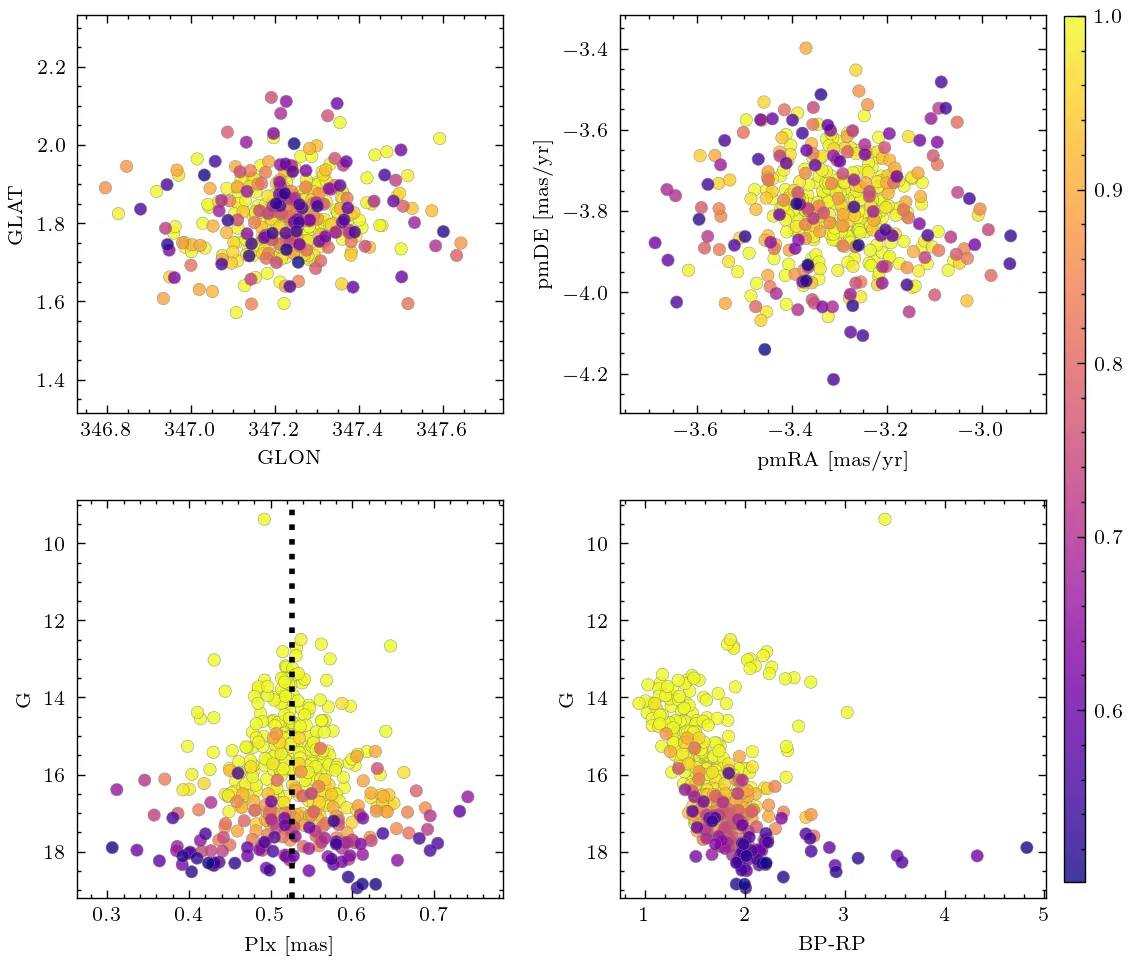 GLAT
2.2
2.0
1.8
1.6
1.4
346.8 347.0 347.2 347.4 347.6
GLON
pmDE [mas/yr]
−3.4
−3.6
−3.8
−4.0
−4.2
−3.6 −3.4 −3.2 −3.0
pmRA [mas/yr]
1.0
0.9
0.8
0.7
0.6
G
10
12
14
16
18
0.3 0.4 0.5 0.6 0.7
Plx [mas]
G
10
12
14
16
18
1 2 3 4 5
BP-RP